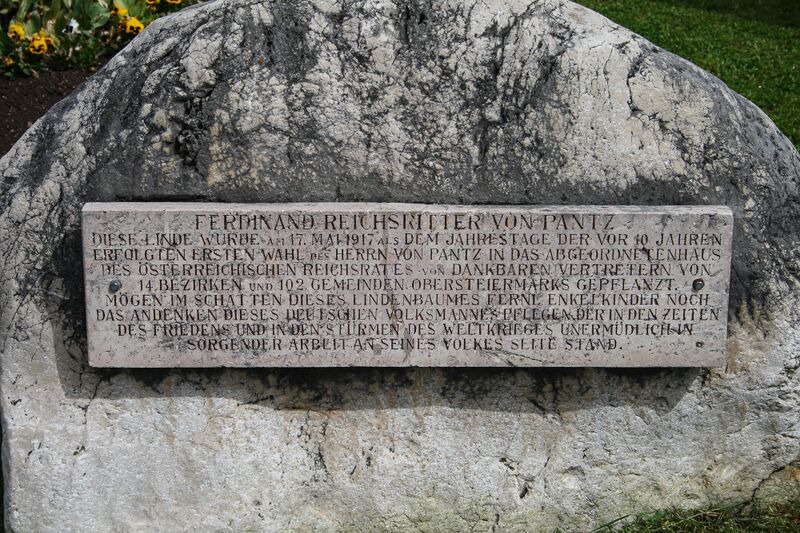 FERDINAND REICHSRITTER VON PANTZ
DIESE LINDE WURDE AM 17. MAI 1917 ALS DEM JAHRESTAGE DER VOR 10 JAHREN
ERFOLGTEN ERSTEN WAHL DES HERRN VON PANTZ IN DAS ABGEORDNETENHAUS
DES ÖSTERREICHISCHEN REICHSRATES VON DANKBAREN VERTRETERN VON
14 BEZIRKEN UND 102 GEMEINDEN OBERSTEIERMARKS GEPFLANZT.
MÖGEN IM SCHATTEN DIESES LINDENBAUMES FERNE ENKELKINDER NOCH
DAS ANDENKEN DIESES DEUTSCHEN VOLKSMANNES PFLEGEN, DER IN DEN ZEITEN
DES FRIEDENS UND IN DEN STÜRMEN DES WELTKRIEGES UNERMÜDLICH IN
SORGENDER ARBEIT AN SEINES VOLKES SEITE STAND.